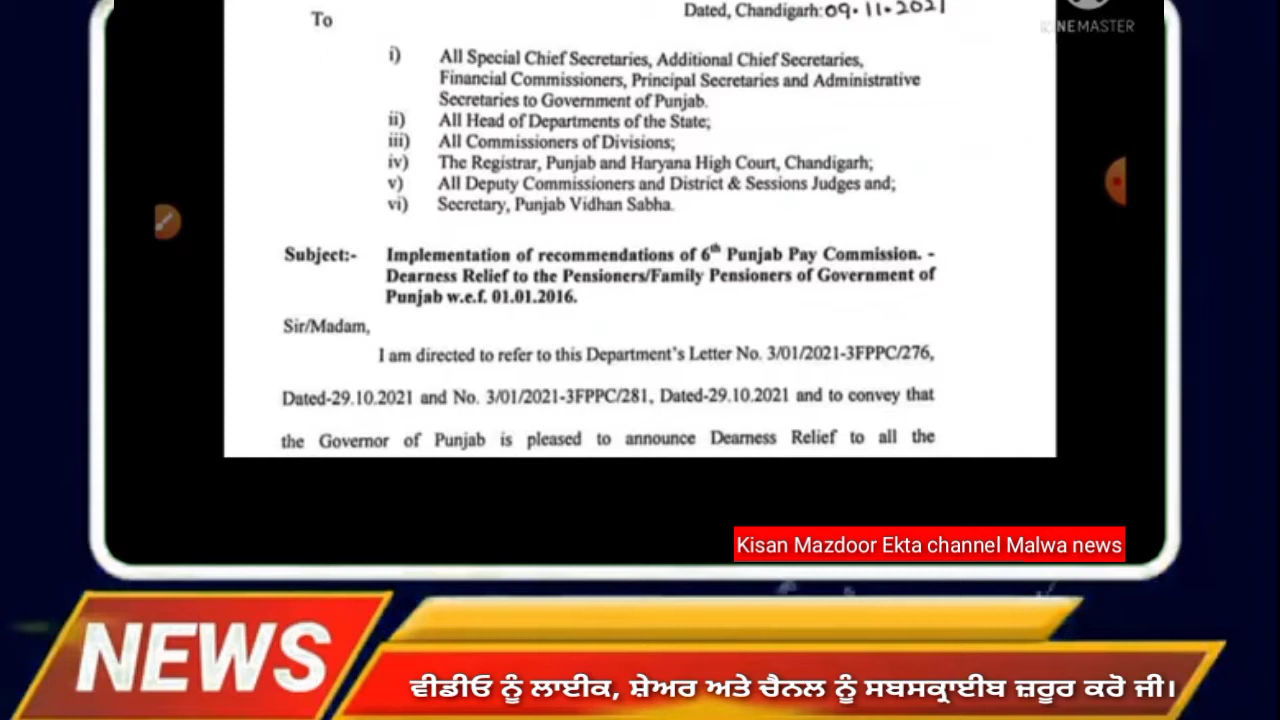 Dated, Chandigarh: 09.11.2021
KINEMASTER
To
i) All Special Chief Secretaries, Additional Chief Secretaries,
Financial Commissioners, Principal Secretaries and Administrative
Secretaries to Government of Punjab.
ii) All Head of Departments of the State;
iii) All Commissioners of Divisions;
iv) The Registrar, Punjab and Haryana High Court, Chandigarh;
v) All Deputy Commissioners and District & Sessions Judges and;
vi) Secretary, Punjab Vidhan Sabha.
Subject:- Implementation of recommendations of 6th Punjab Pay Commission. -
Dearness Relief to the Pensioners/Family Pensioners of Government of
Punjab w.e.f. 01.01.2016.
Sir/Madam,
I am directed to refer to this Department's Letter No. 3/01/2021-3FPPC/276,
Dated-29.10.2021 and No. 3/01/2021-3FPPC/281, Dated-29.10.2021 and to convey that
the Governor of Punjab is pleased to announce Dearness Relief to all the
Kisan Mazdoor Ekta channel Malwa news
NEWS
ਵੀਡੀਓ ਨੂੰ ਲਾਈਕ, ਸ਼ੇਅਰ ਅਤੇ ਚੈਨਲ ਨੂੰ ਸਬਸਕ੍ਰਾਈਬ ਜ਼ਰੂਰ ਕਰੋ ਜੀ।